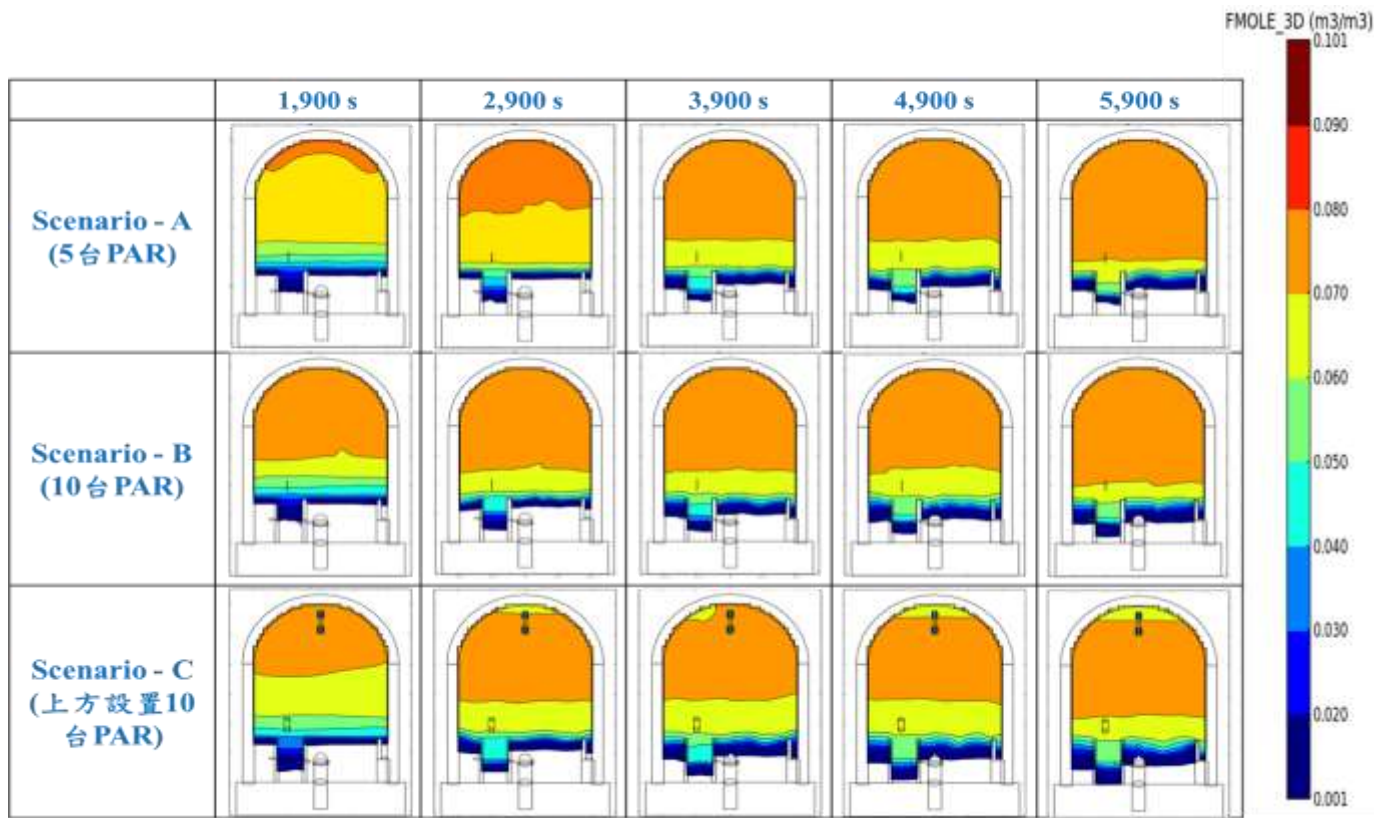 FMOLE_3D (m3/m3)
1,900 s 2,900 s 3,900 s 4,900 s 5,900 s
Scenario - A
(5台PAR)
Scenario - B
(10台PAR)
Scenario - C
(上方設置10
台PAR)
0.101
0.090
0.080
0.070
0.060
0.050
0.040
0.030
0.020
0.001